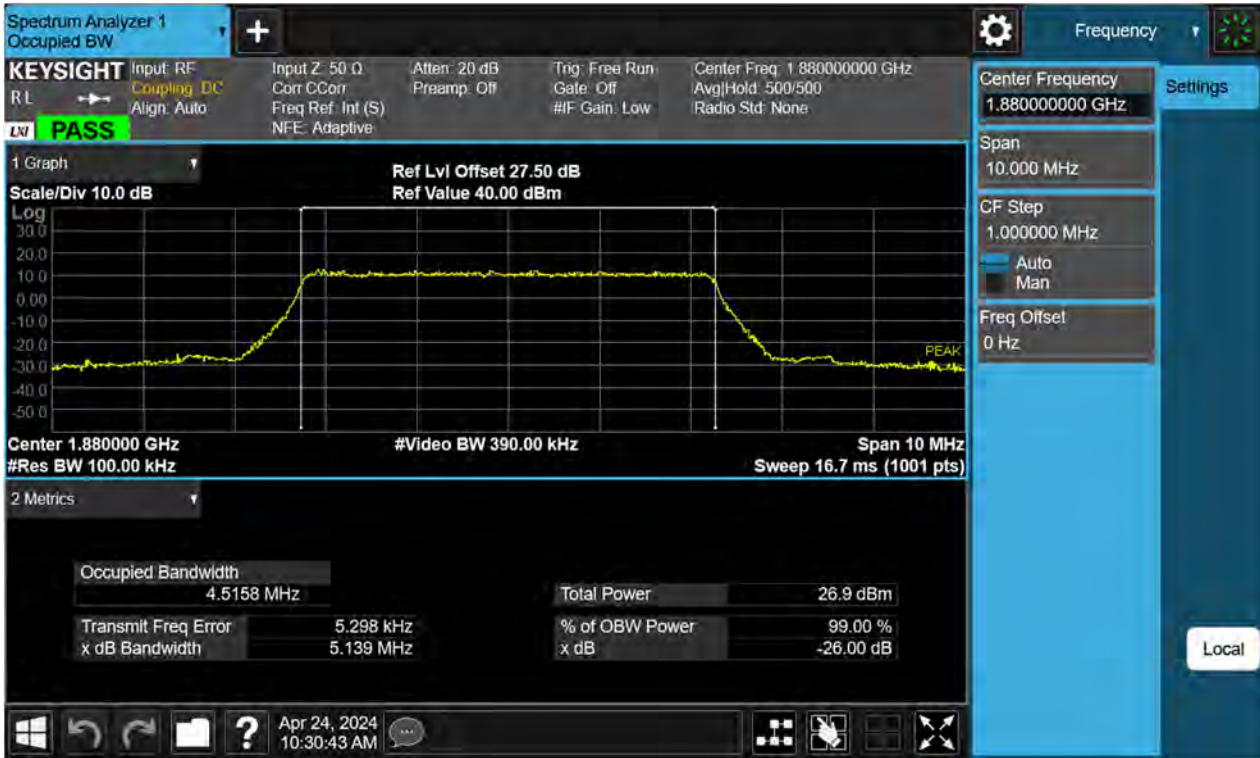 Spectrum Analyzer 1
Occupied BW
+
Frequency
KEYSIGHT
RL
LXI PASS
Input: RF
Coupling: DC
Align: Auto
Input Z: 50 Ω
Corr CCorr
Freq Ref: Int (S)
NFE: Adaptive
Atten: 20 dB
Preamp: Off
Trig: Free Run
Gate: Off
#IF Gain: Low
Center Freq: 1.880000000 GHz
Avg|Hold: 500/500
Radio Std: None
1 Graph
Scale/Div 10.0 dB
Ref Lvl Offset 27.50 dB
Ref Value 40.00 dBm
Log
30.0
20.0
10.0
0.00
-10.0
-20.0
-30.0
-40.0
-50.0
PEAK
Center 1.880000 GHz
#Video BW 390.00 kHz
Span 10 MHz
#Res BW 100.00 kHz
Sweep 16.7 ms (1001 pts)
2 Metrics
Occupied Bandwidth
4.5158 MHz
Total Power 26.9 dBm
Transmit Freq Error 5.298 kHz
% of OBW Power 99.00 %
x dB Bandwidth 5.139 MHz
x dB -26.00 dB
?
Apr 24, 2024
10:30:43 AM
Center Frequency
1.880000000 GHz
Settings
Span
10.000 MHz
CF Step
1.000000 MHz
Auto
Man
Freq Offset
0 Hz
Local